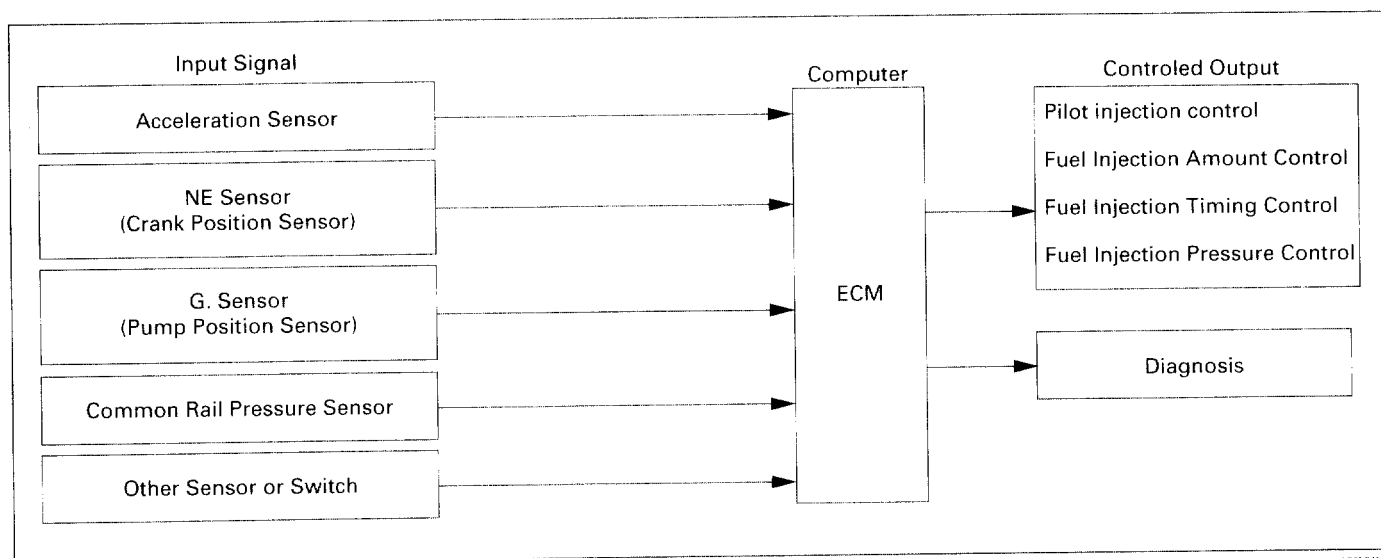 Input Signal
Acceleration Sensor
NE Sensor
(Crank Position Sensor)
G. Sensor
(Pump Position Sensor)
Common Rail Pressure Sensor
Other Sensor or Switch
Computer
ECM
Controled Output
Pilot injection control
Fuel Injection Amount Control
Fuel Injection Timing Control
Fuel Injection Pressure Control
Diagnosis